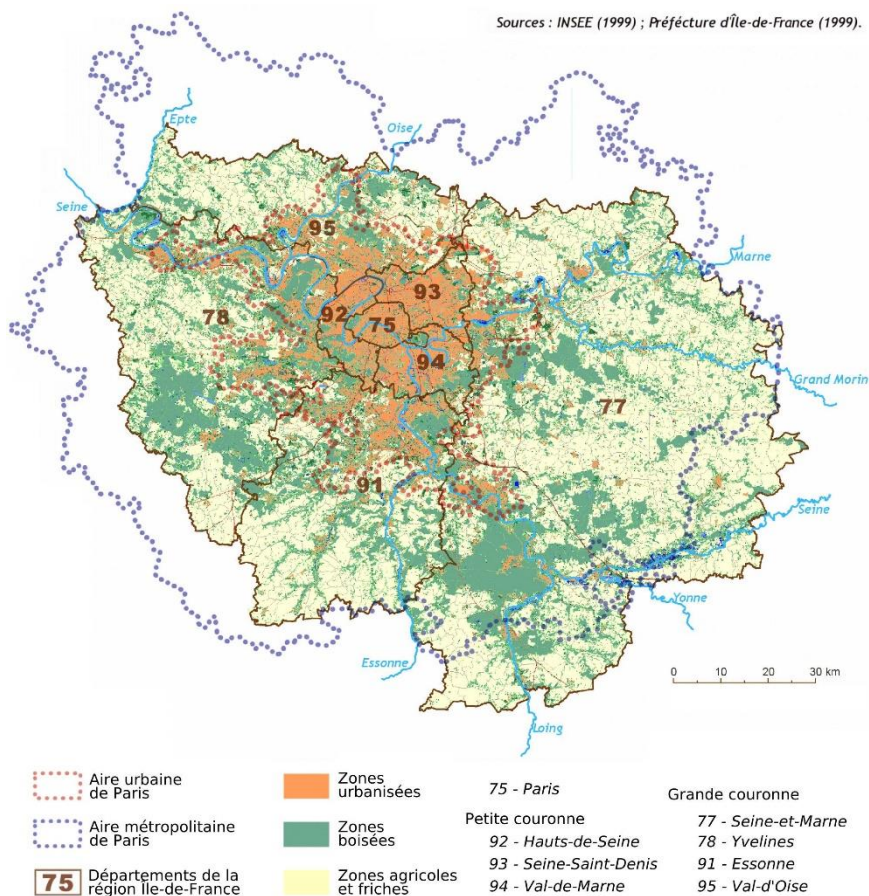 Sources : INSEE (1999) ; Préfécture d'Île-de-France (1999).
Epte
Oise
Seine
95
Marne
93
78
92
75
94
Grand Morin
77
91
Seine
Yonne
Essonne
0 10 20 30 km
Loing
Aire urbaine
de Paris
Aire métropolitaine
de Paris
75 Départements de la
région Ile-de-France
Zones
urbanisées
Zones
boisées
Zones agricoles
et friches
75 - Paris
Petite couronne
92 - Hauts-de-Seine
93 - Seine-Saint-Denis
94 - Val-de-Marne
Grande couronne
77 - Seine-et-Marne
78 - Yvelines
91 - Essonne
95 - Val-d'Oise